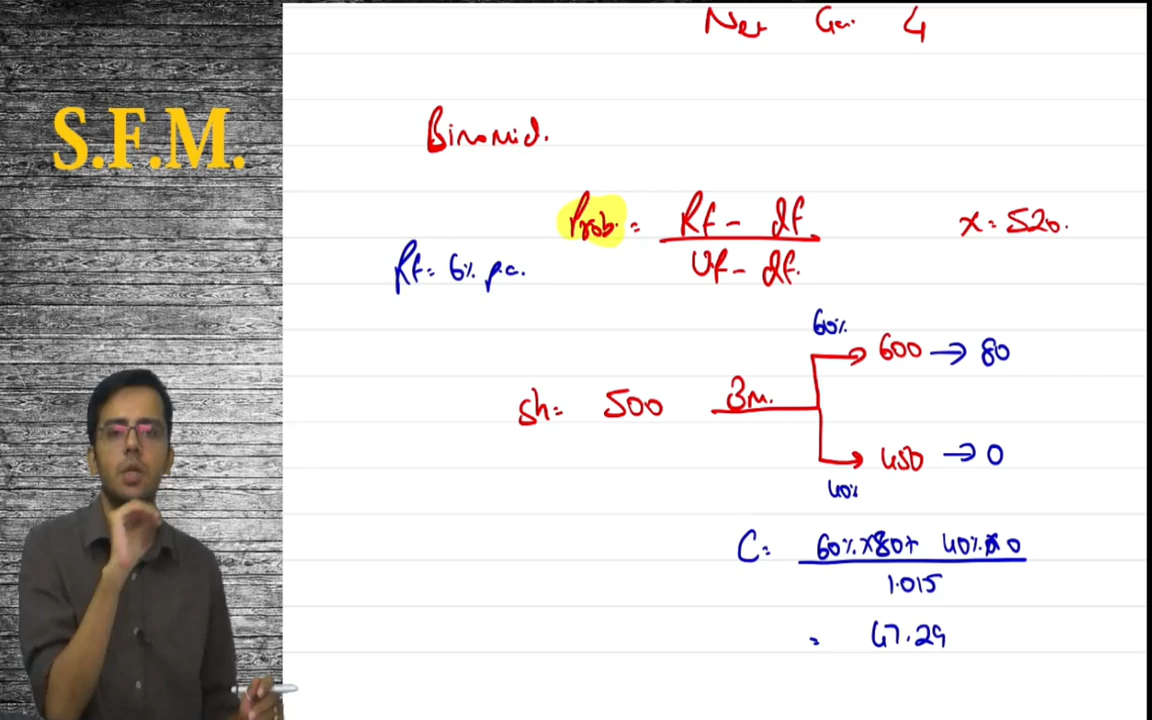 S.F.M.
Net Ga. 4
Binomial.
Prob. = Rf - df / Uf - df. x = 520.
Rf = 6% p.a.
60%
600 → 80
Sh = 500 3m.
450 → 0
40%
C = 60% x 80 + 40% x 0
1.015
= 47.29